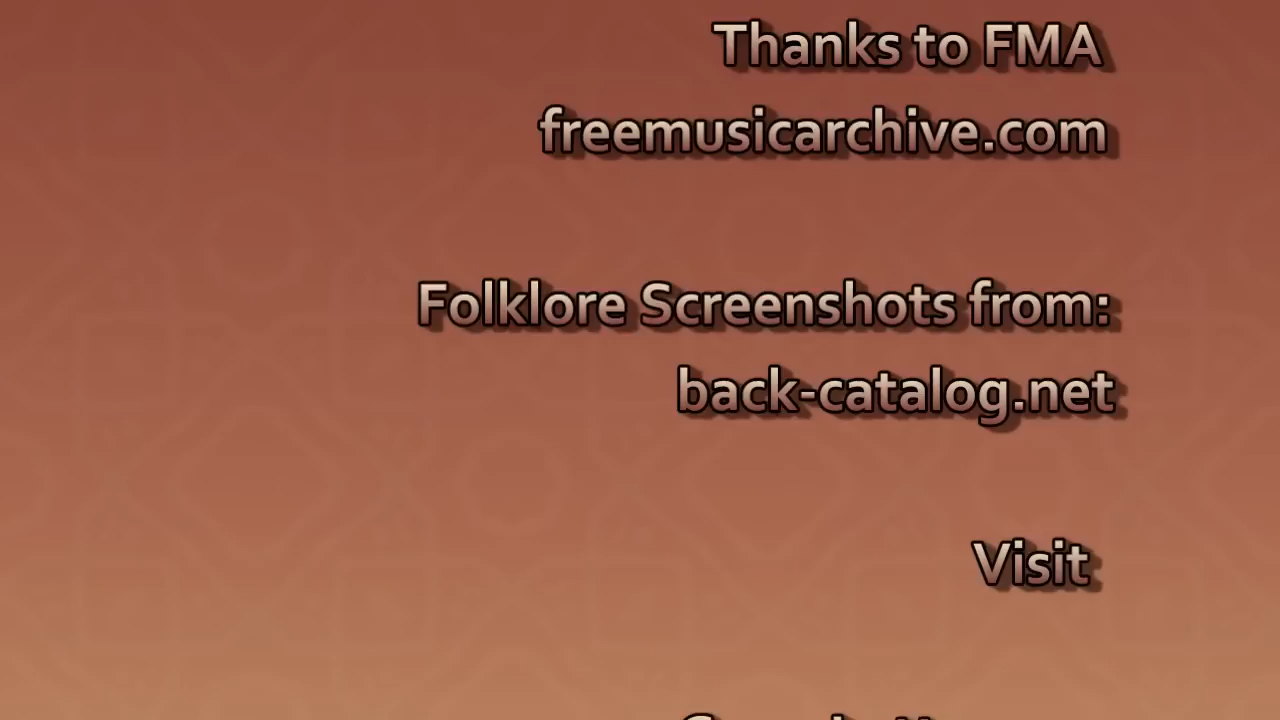 Thanks to FMA
freemusicarchive.com
Folklore Screenshots from:
back-catalog.net
Visit